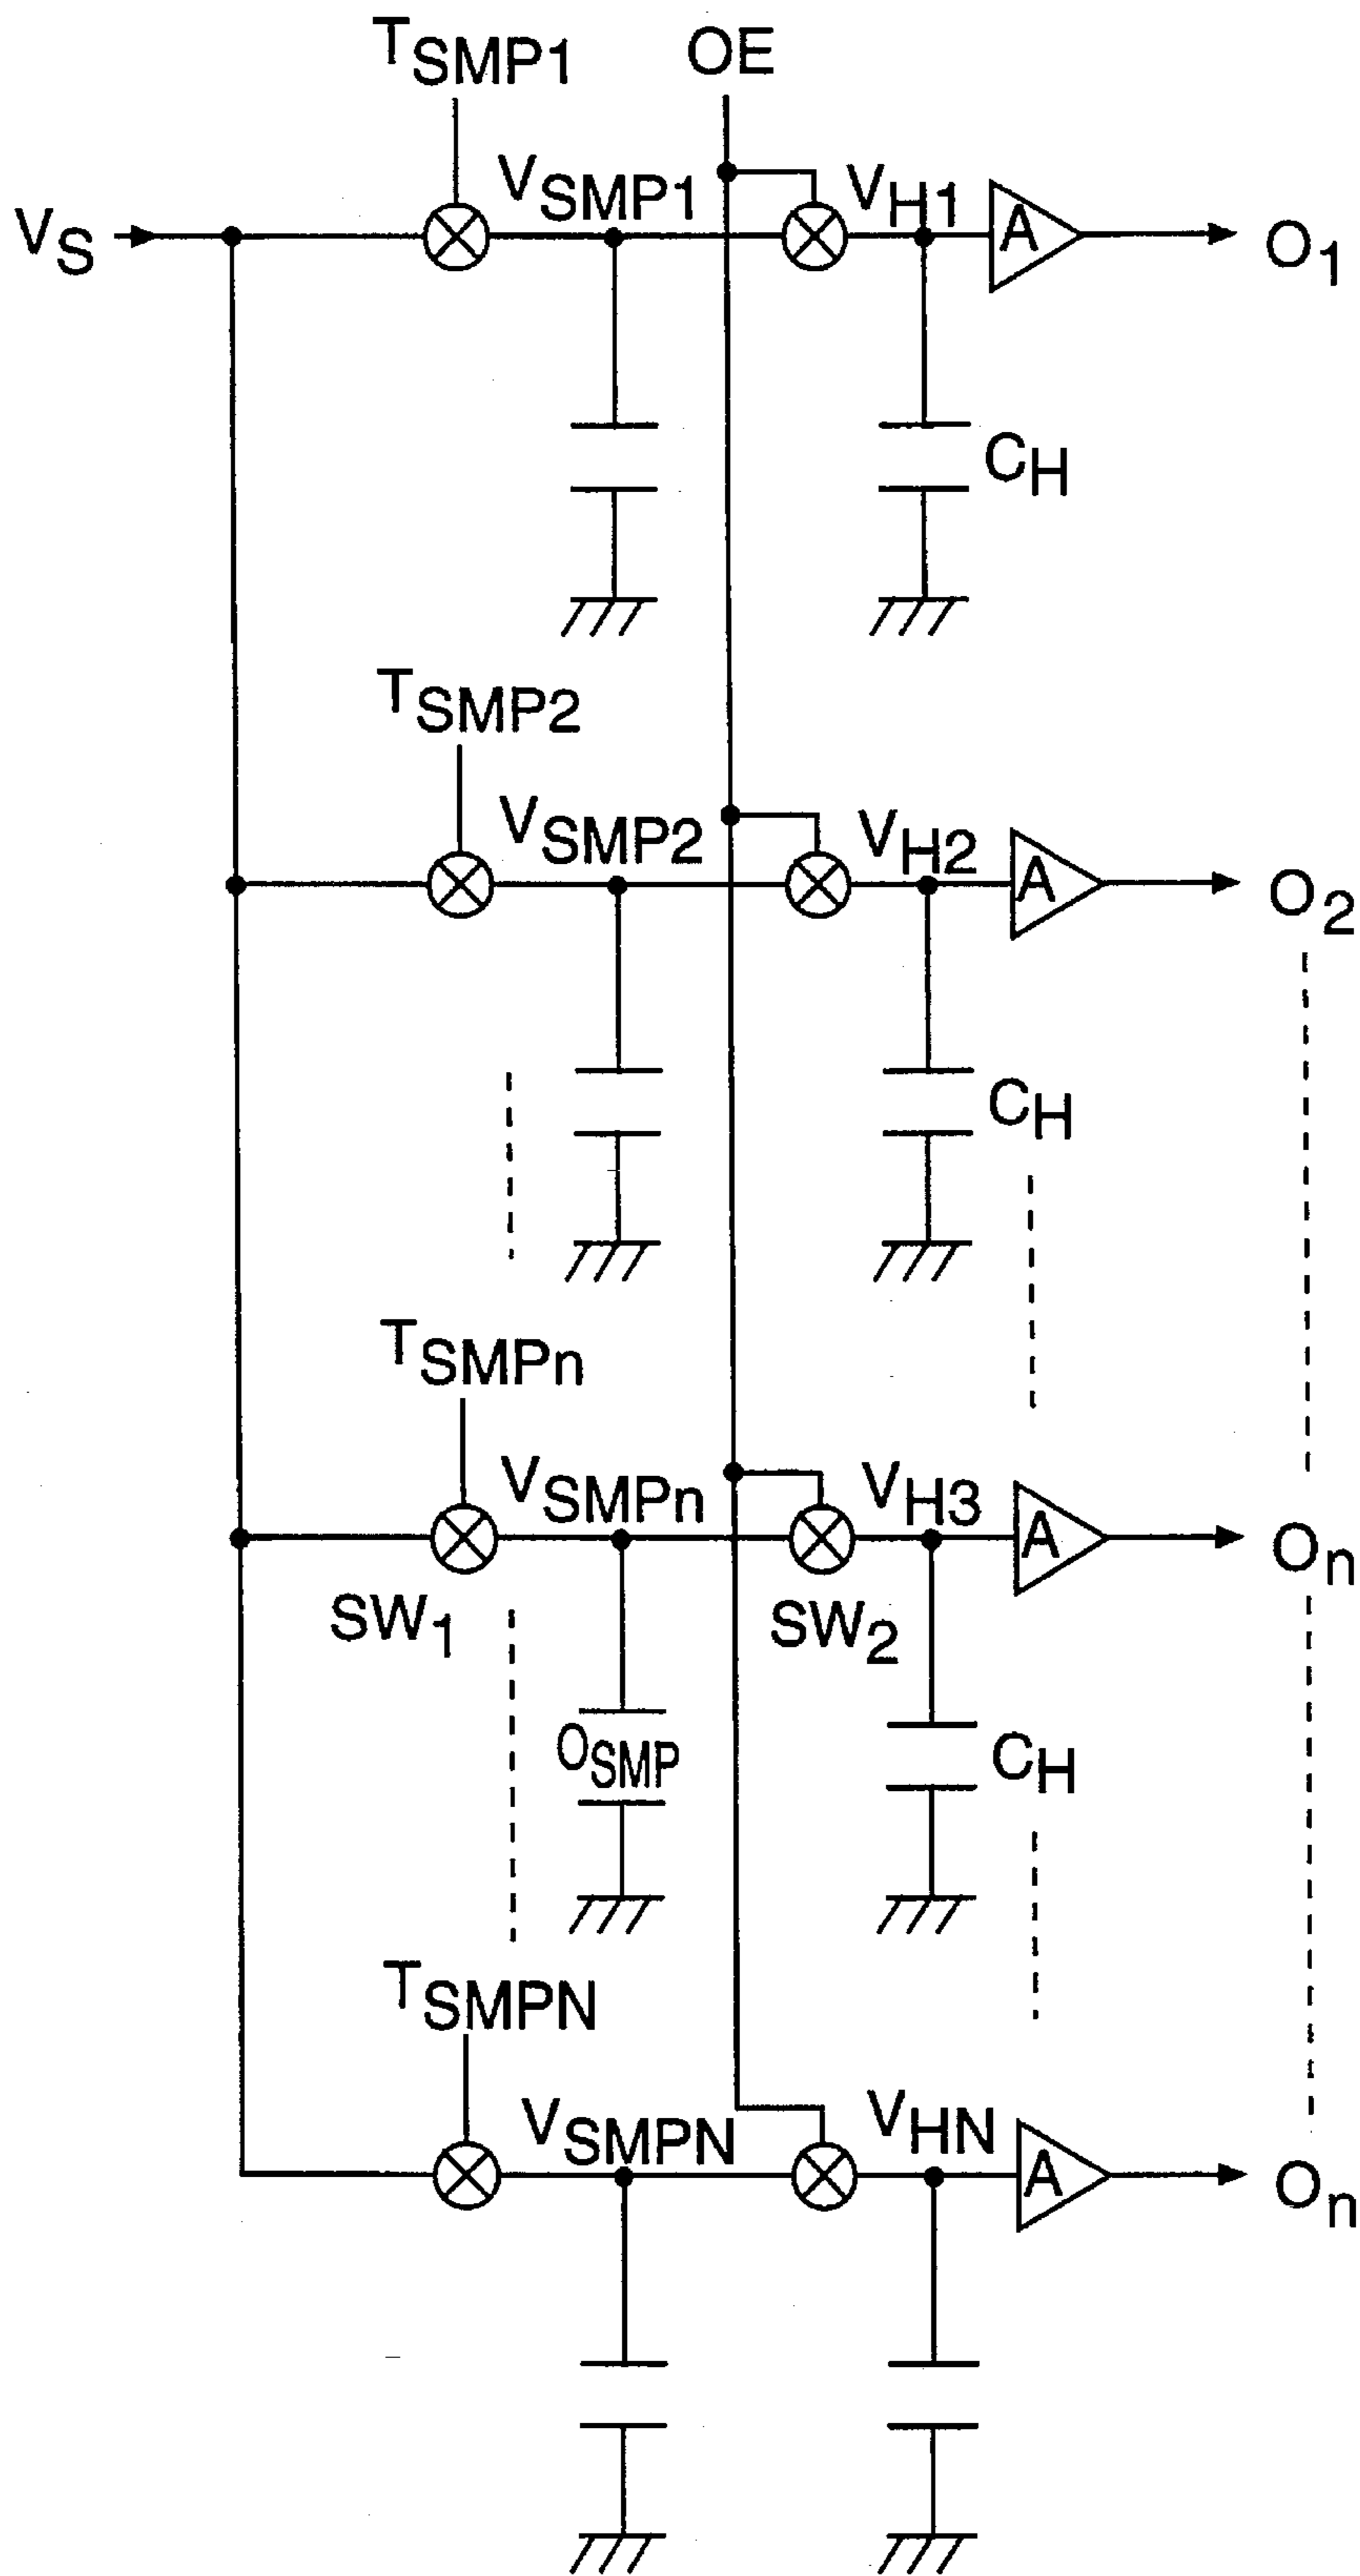 TSMP1
OE
VS
VSMP1
VH1
A
O1
CH
TSMP2
VSMP2
VH2
A
O2
CH
TSMPn
VSMPn
VH3
A
On
SW1
SW2
OSMP
CH
TSMPN
VSMPN
VHN
A
On